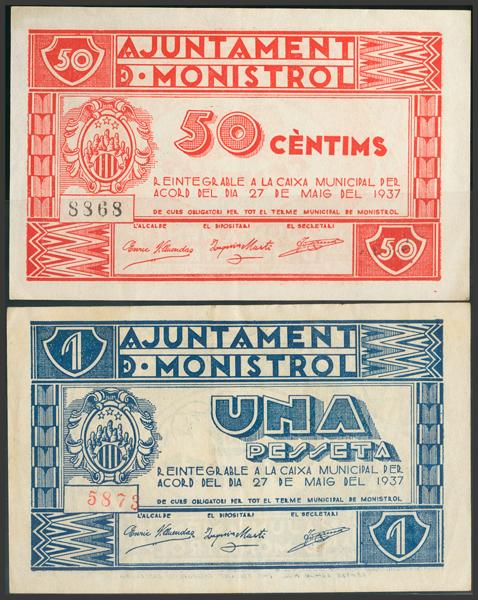 50
AJUNTAMENT
D· MONISTROL
50 CÈNTIMS
REINTEGRABLE A LA CAIXA MUNICIPAL PER
ACORD DEL DIA 27 DE MAIG DEL 1937
8868
DE CURS OBLIGATORI PER TOT EL TERME MUNICIPAL DE MONISTROL
L'ALCALDE EL DIPOSITARI EL SECRETARI
50
1
AJUNTAMENT
D· MONISTROL
UNA
PESSETA
REINTEGRABLE A LA CAIXA MUNICIPAL PER
ACORD DEL DIA 27 DE MAIG DEL 1937
5873
DE CURS OBLIGATORI PER TOT EL TERME MUNICIPAL DE MONISTROL
L'ALCALDE EL DIPOSITARI EL SECRETARI
1